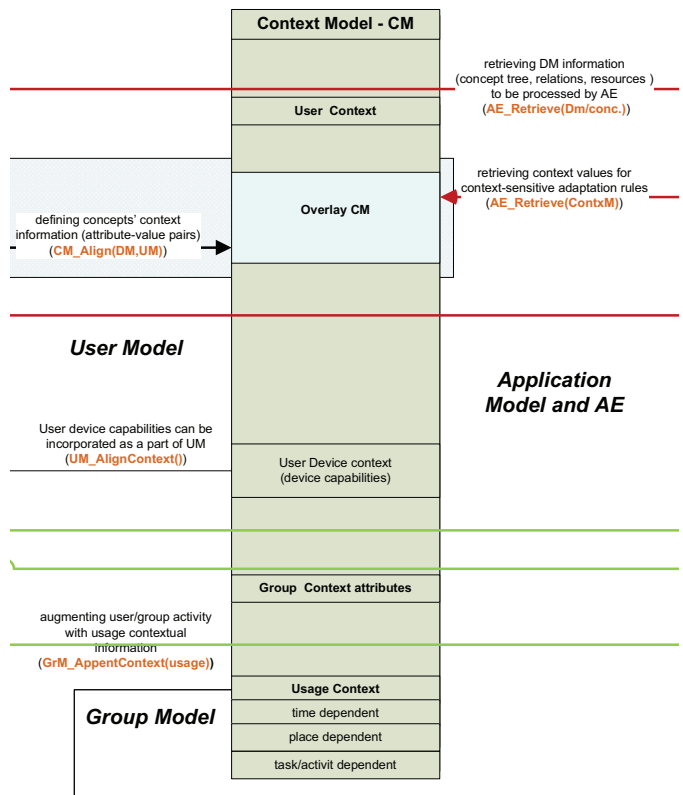 Context Model - CM
retrieving DM information
(concept tree, relations, resources )
to be processed by AE
(AE_Retrieve(Dm/conc.))
User  Context
retrieving context values for
context-sensitive adaptation rules
(AE_Retrieve(ContxM))
Overlay CM
defining concepts' context
information (attribute-value pairs)
(CM_Align(DM,UM))
User Model
Application
Model and AE
User device capabilities can be
incorporated as a part of UM
(UM_AlignContext())
User Device context
(device capabilities)
Group  Context attributes
augmenting user/group activity
with usage contextual
information
(GrM_AppentContext(usage))
Usage Context
Group Model
time dependent
place dependent
task/activit dependent